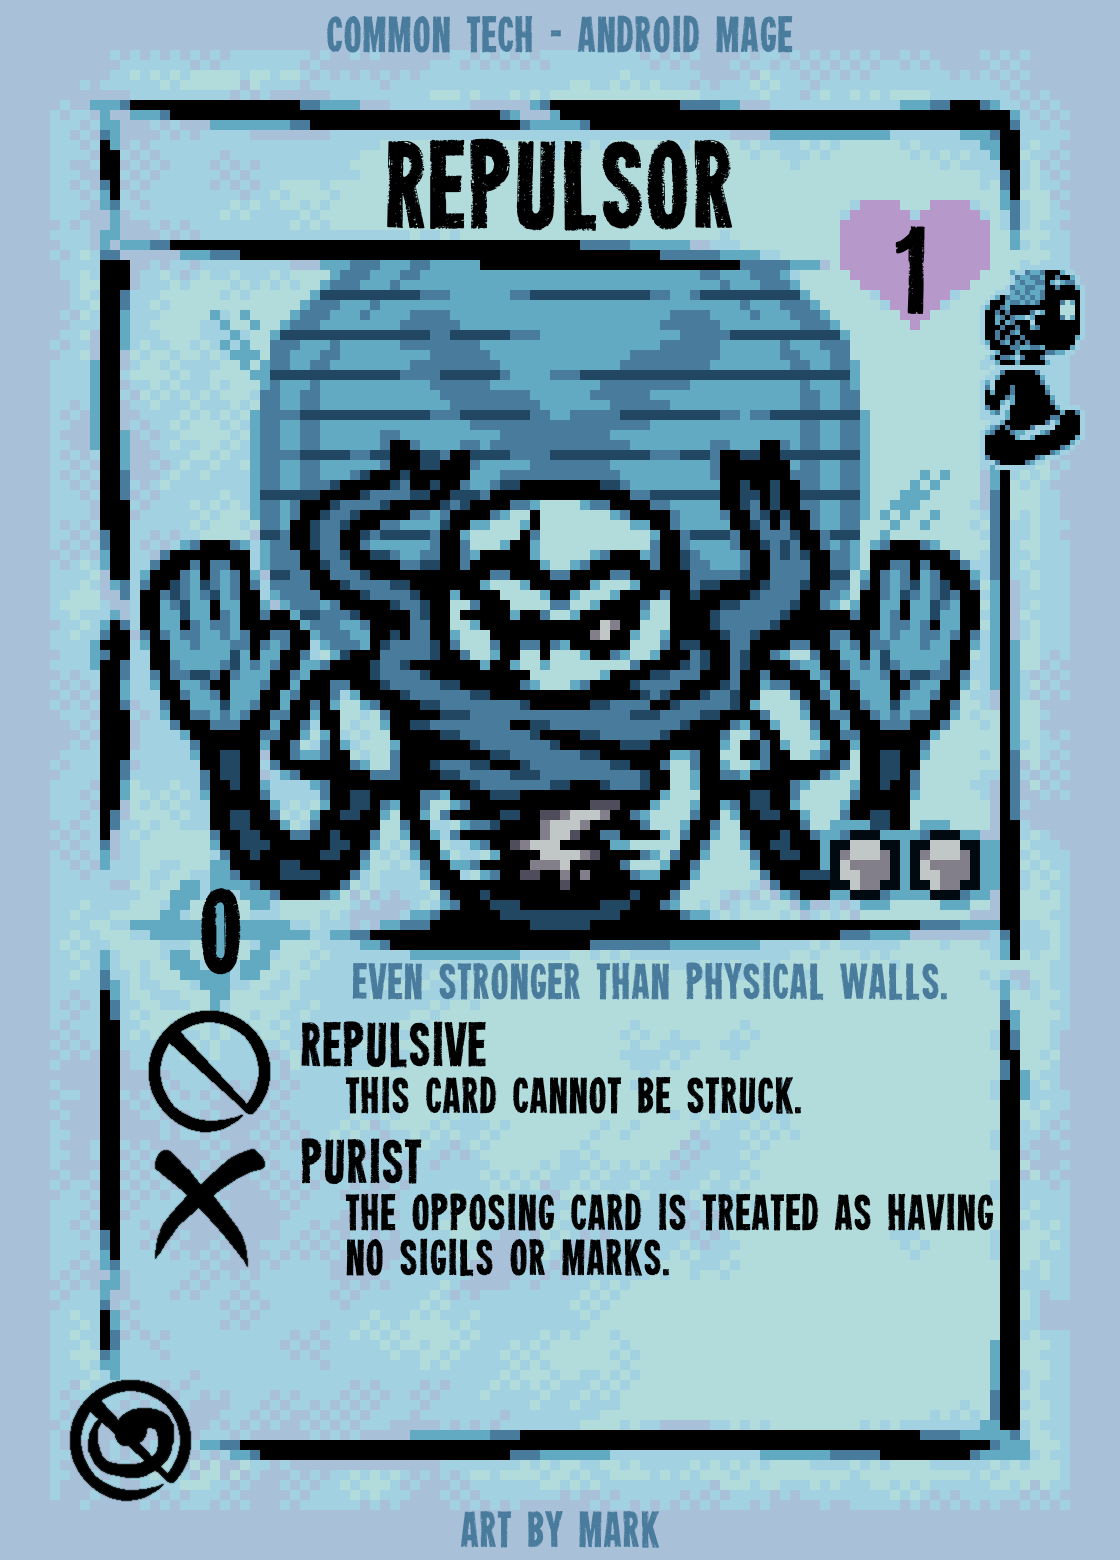 COMMON TECH - ANDROID MAGE
REPULSOR
1
0
EVEN STRONGER THAN PHYSICAL WALLS.
REPULSIVE
THIS CARD CANNOT BE STRUCK.
PURIST
THE OPPOSING CARD IS TREATED AS HAVING
NO SIGILS OR MARKS.
ART BY MARK